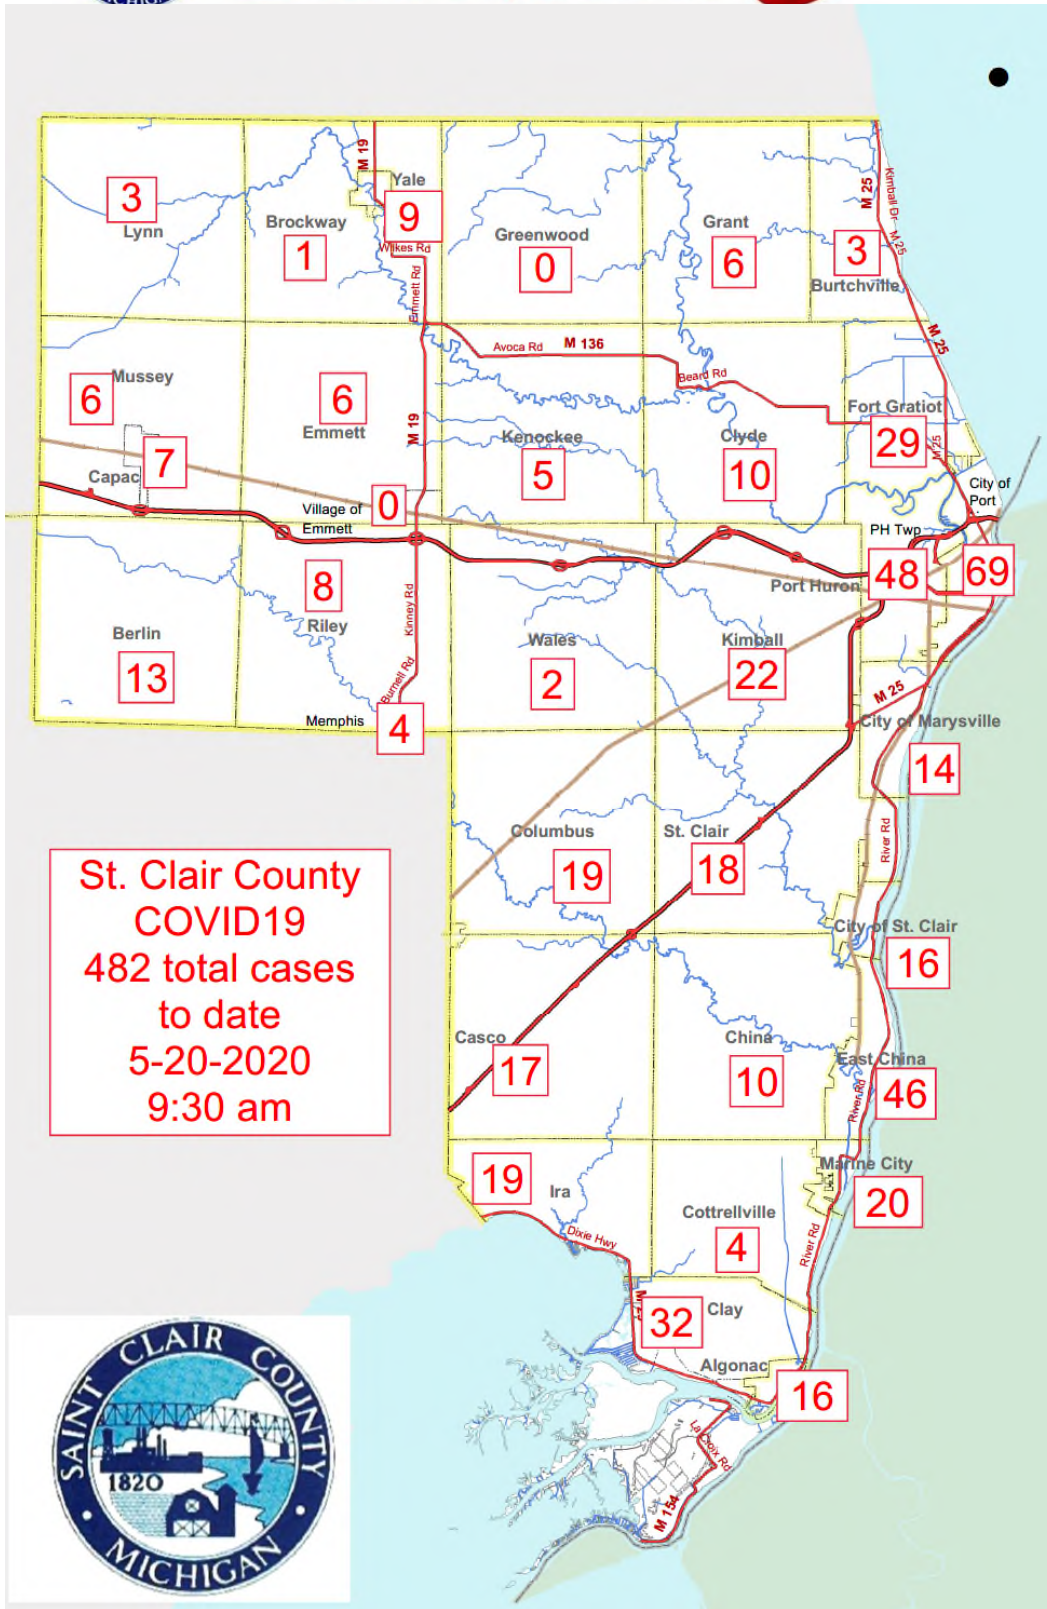 M 19
Yale
9
3
Lynn
Brockway
1
Wilkes Rd
Emmett Rd
Greenwood
0
Grant
6
M 25
Kimball Dr
M 25
3
Burtchville
M 25
Mussey
6
6
Emmett
M 19
Avoca Rd M 136
Beard Rd
Fort Gratiot
29
M 25
Kenockee
5
Clyde
10
Capac
7
0
Village of
Emmett
City of
Port
PH Twp
48
69
Port Huron
8
Riley
Kinney Rd
Burnell Rd
Berlin
13
Wales
2
Kimball
22
M 25
Memphis
4
City of Marysville
14
River Rd
Columbus
19
St. Clair
18
St. Clair County
COVID19
482 total cases
to date
5-20-2020
9:30 am
City of St. Clair
16
Casco
17
China
10
East China
46
River Rd
19
Ira
Dixie Hwy
Marine City
20
Cottrellville
4
River Rd
32
Clay
Algonac
16
La Croix Rd
M 154
SAINT CLAIR COUNTY
1820
MICHIGAN